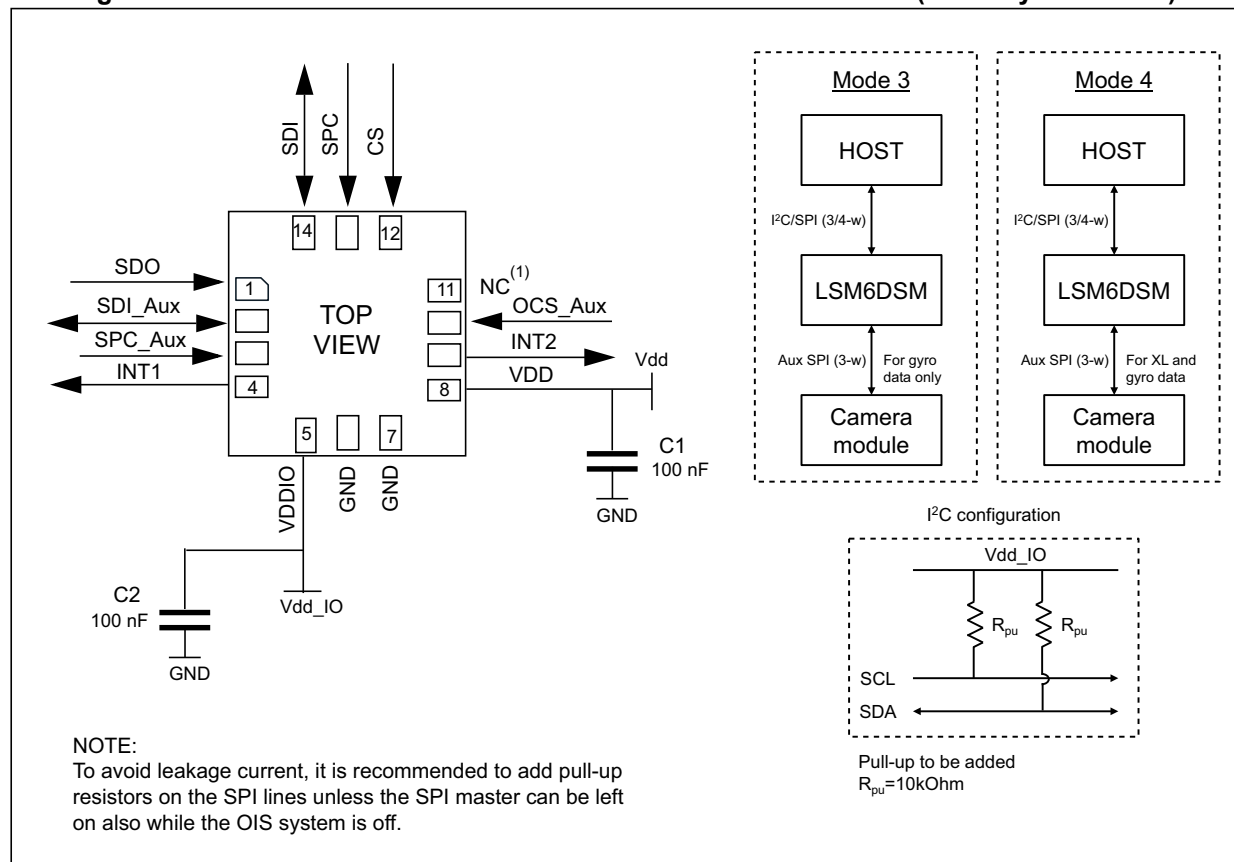 SDI
SPC
CS
14
12
SDO
1
SDI_Aux
SPC_Aux
INT1
4
TOP
VIEW
11
NC(1)
OCS_Aux
INT2
Vdd
VDD
8
5
7
VDDIO
GND
GND
C1
100 nF
GND
C2
100 nF
GND
Vdd_IO
NOTE:
To avoid leakage current, it is recommended to add pull-up
resistors on the SPI lines unless the SPI master can be left
on also while the OIS system is off.
Mode 3
HOST
I²C/SPI (3/4-w)
LSM6DSM
Aux SPI (3-w)
For gyro
data only
Camera
module
Mode 4
HOST
I²C/SPI (3/4-w)
LSM6DSM
Aux SPI (3-w)
For XL and
gyro data
Camera
module
I²C configuration
Vdd_IO
Rpu
Rpu
SCL
SDA
Pull-up to be added
Rpu=10kOhm